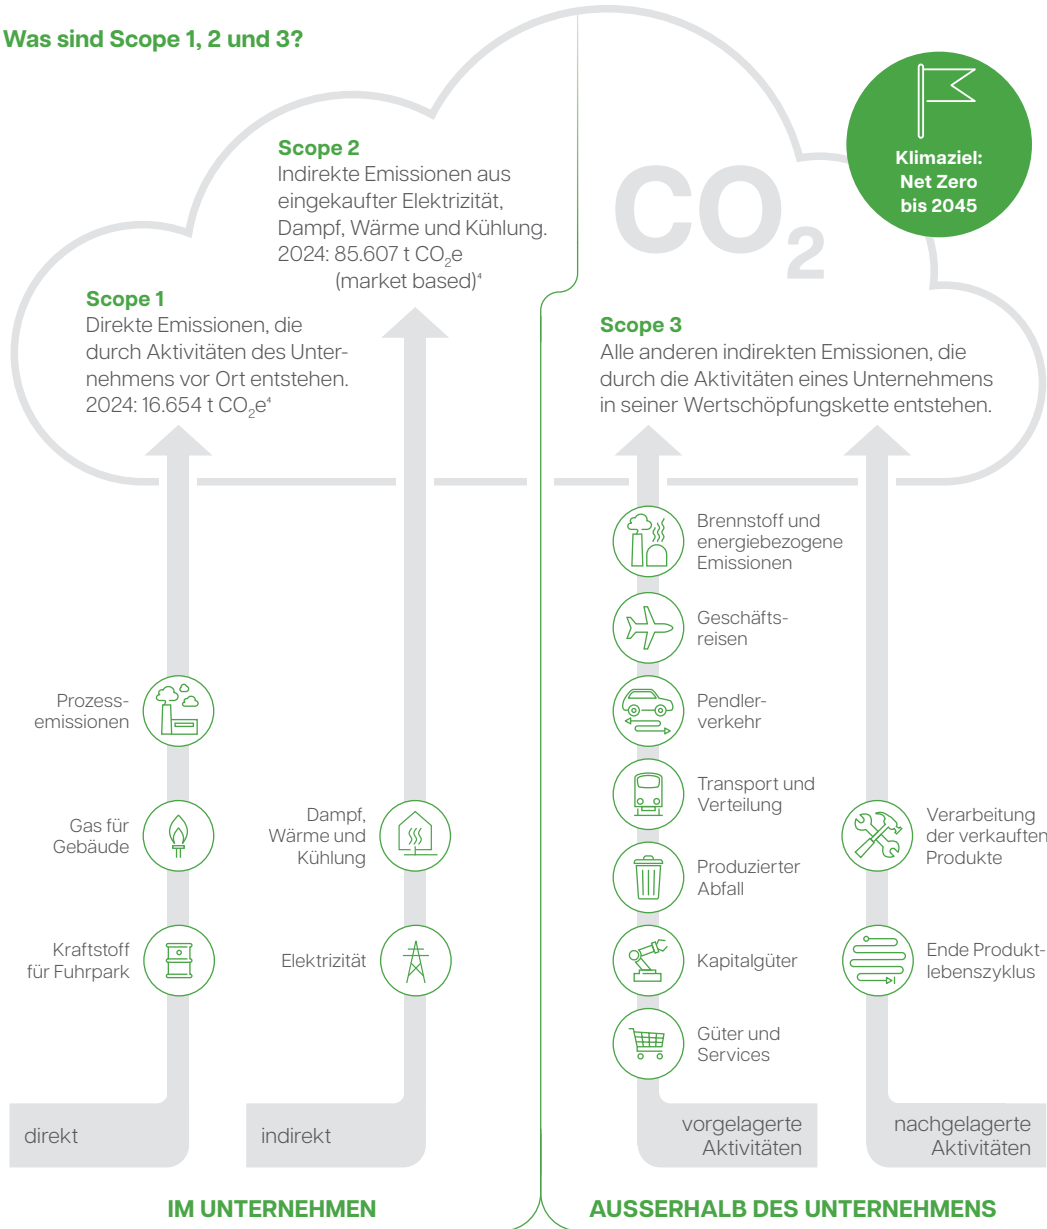 Was sind Scope 1, 2 und 3?
Klimaziel:
Net Zero
bis 2045
CO₂
Scope 2
Indirekte Emissionen aus
eingekaufter Elektrizität,
Dampf, Wärme und Kühlung.
2024: 85.607 t CO₂e
(market based)⁴
Scope 1
Direkte Emissionen, die
durch Aktivitäten des Unter-
nehmens vor Ort entstehen.
2024: 16.654 t CO₂e⁴
Scope 3
Alle anderen indirekten Emissionen, die
durch die Aktivitäten eines Unternehmens
in seiner Wertschöpfungskette entstehen.
Prozess-
emissionen
Gas für
Gebäude
Kraftstoff
für Fuhrpark
direkt
Dampf,
Wärme und
Kühlung
Elektrizität
indirekt
Brennstoff und
energiebezogene
Emissionen
Geschäfts-
reisen
Pendler-
verkehr
Transport und
Verteilung
Produzierter
Abfall
Kapitalgüter
Güter und
Services
vorgelagerte
Aktivitäten
Verarbeitung
der verkauften
Produkte
Ende Produkt-
lebenszyklus
nachgelagerte
Aktivitäten
IM UNTERNEHMEN
AUSSERHALB DES UNTERNEHMENS